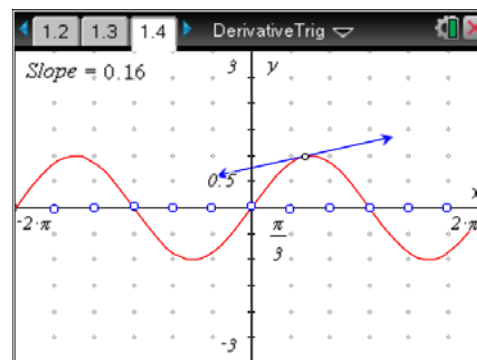 1.2 1.3 1.4 DerivativeTrig
Slope = 0.16
3 y
0.5
x
-2·π π/3 2·π
-3